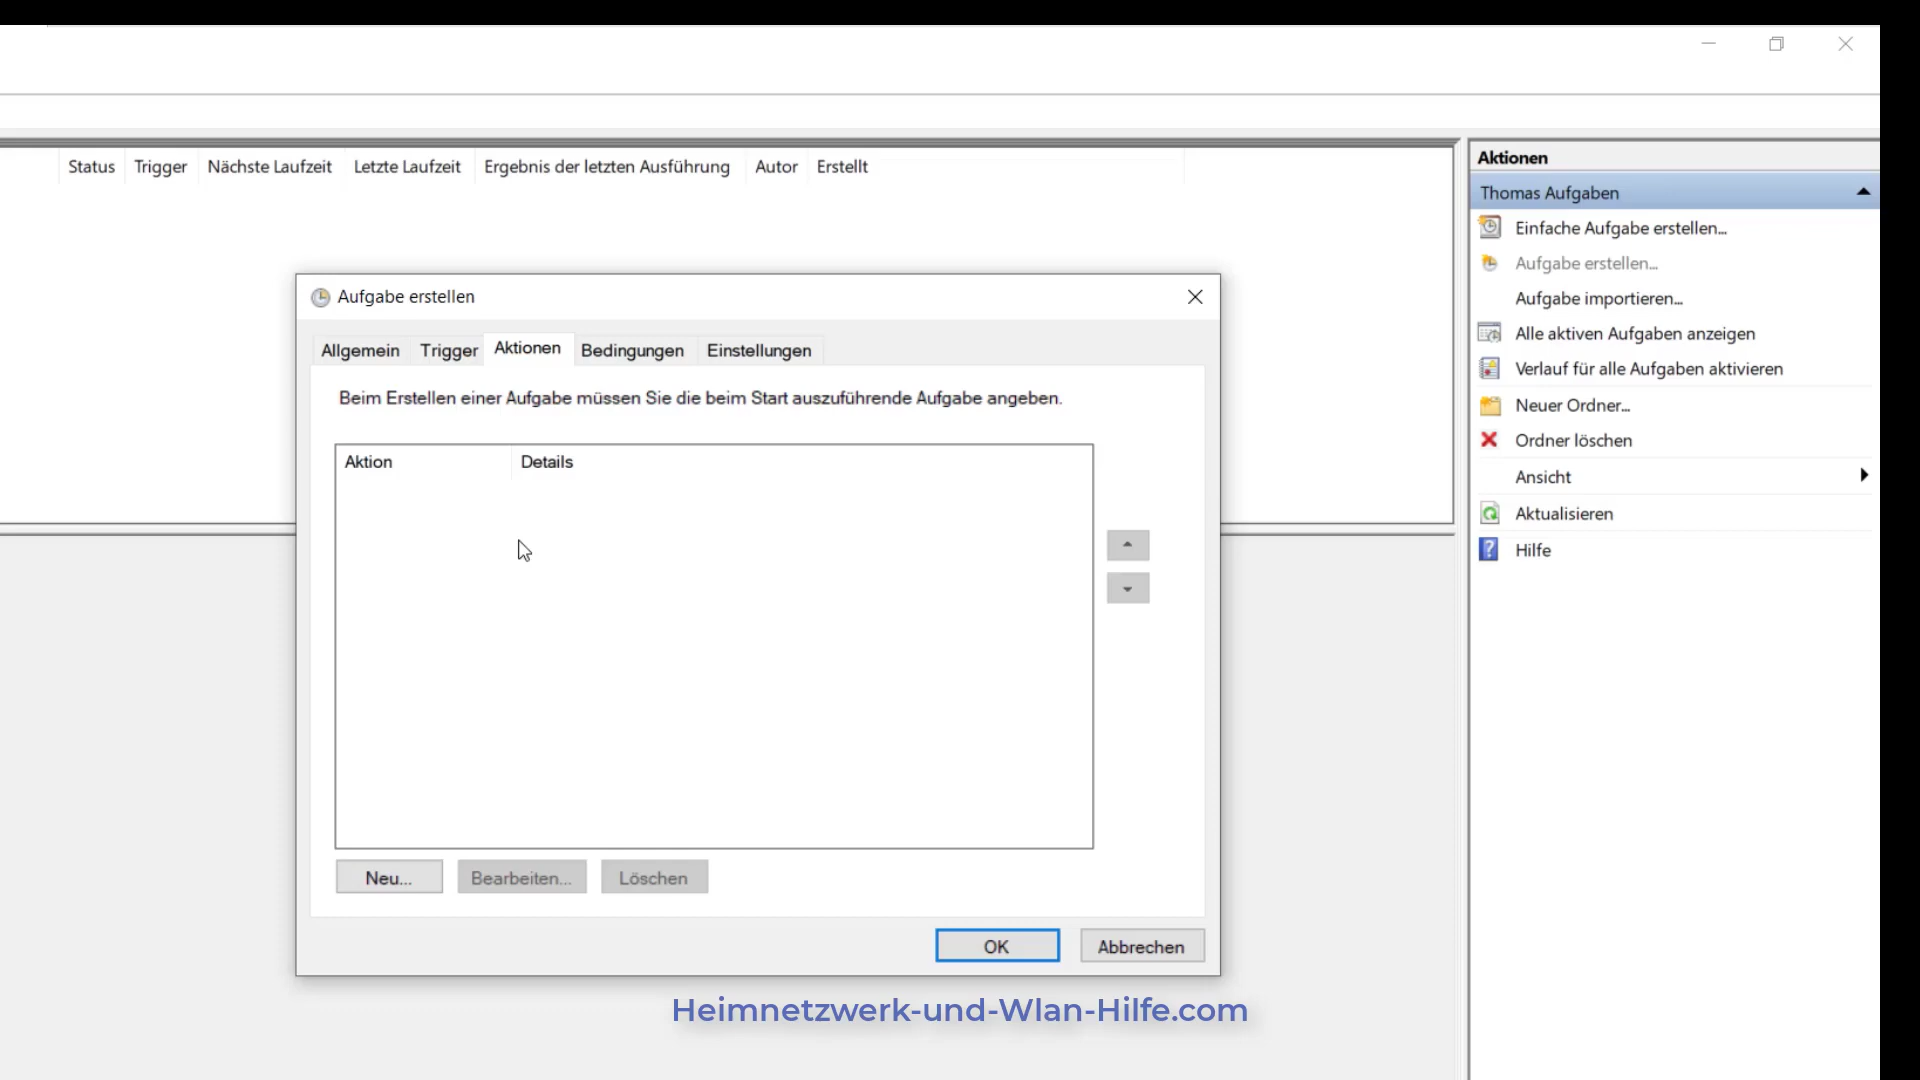 Status Trigger Nächste Laufzeit Letzte Laufzeit Ergebnis der letzten Ausführung Autor Erstellt
Aktionen
Thomas Aufgaben
Einfache Aufgabe erstellen...
Aufgabe erstellen...
Aufgabe importieren...
Alle aktiven Aufgaben anzeigen
Verlauf für alle Aufgaben aktivieren
Neuer Ordner...
Ordner löschen
Ansicht
Aktualisieren
Hilfe
Aufgabe erstellen
Allgemein Trigger Aktionen Bedingungen Einstellungen
Beim Erstellen einer Aufgabe müssen Sie die beim Start auszuführende Aufgabe angeben.
Aktion Details
Neu... Bearbeiten... Löschen
OK Abbrechen
Heimnetzwerk-und-Wlan-Hilfe.com